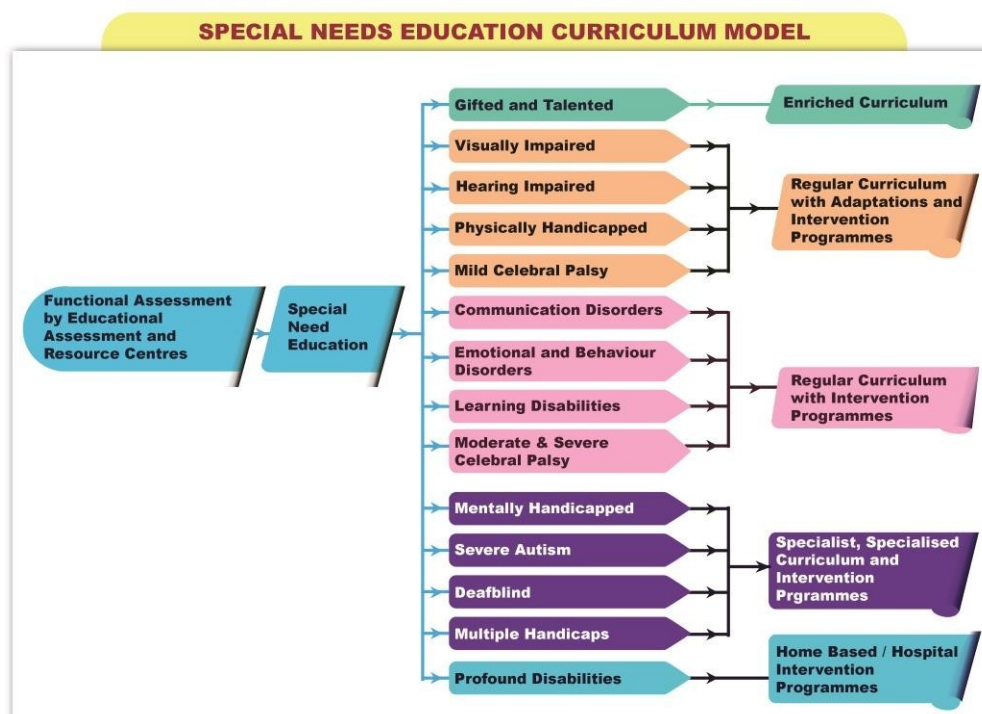 SPECIAL NEEDS EDUCATION CURRICULUM MODEL
Functional Assessment
by Educational
Assessment and
Resource Centres
Special
Need
Education
Gifted and Talented
Visually Impaired
Hearing Impaired
Physically Handicapped
Mild Celebral Palsy
Communication Disorders
Emotional and Behaviour
Disorders
Learning Disabilities
Moderate & Severe
Celebral Palsy
Mentally Handicapped
Severe Autism
Deafblind
Multiple Handicaps
Profound Disabilities
Enriched Curriculum
Regular Curriculum
with Adaptations and
Intervention
Programmes
Regular Curriculum
with Intervention
Programmes
Specialist, Specialised
Curriculum and
Intervention
Prgrammes
Home Based / Hospital
Intervention
Programmes